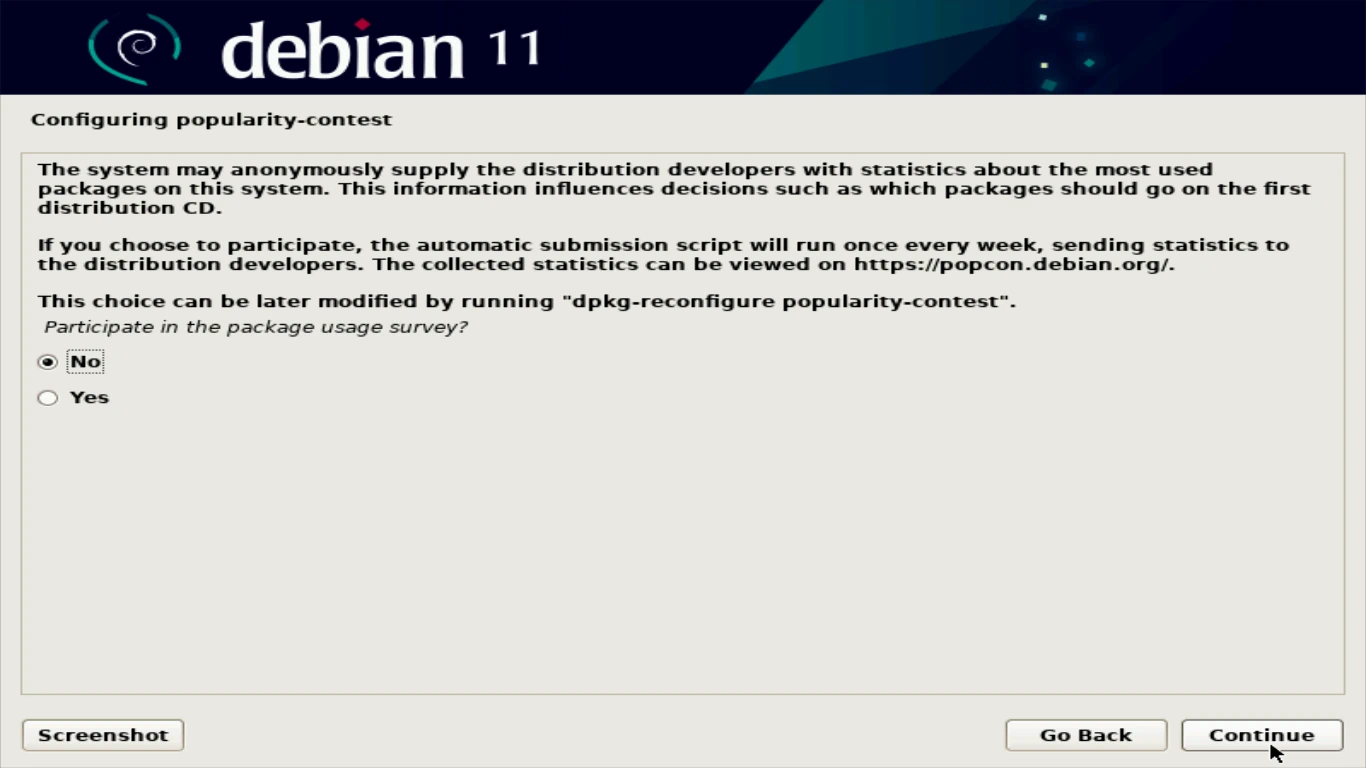 debian 11
Configuring popularity-contest
The system may anonymously supply the distribution developers with statistics about the most used
packages on this system. This information influences decisions such as which packages should go on the first
distribution CD.
If you choose to participate, the automatic submission script will run once every week, sending statistics to
the distribution developers. The collected statistics can be viewed on https://popcon.debian.org/.
This choice can be later modified by running "dpkg-reconfigure popularity-contest".
Participate in the package usage survey?
No
Yes
Screenshot Go Back Continue